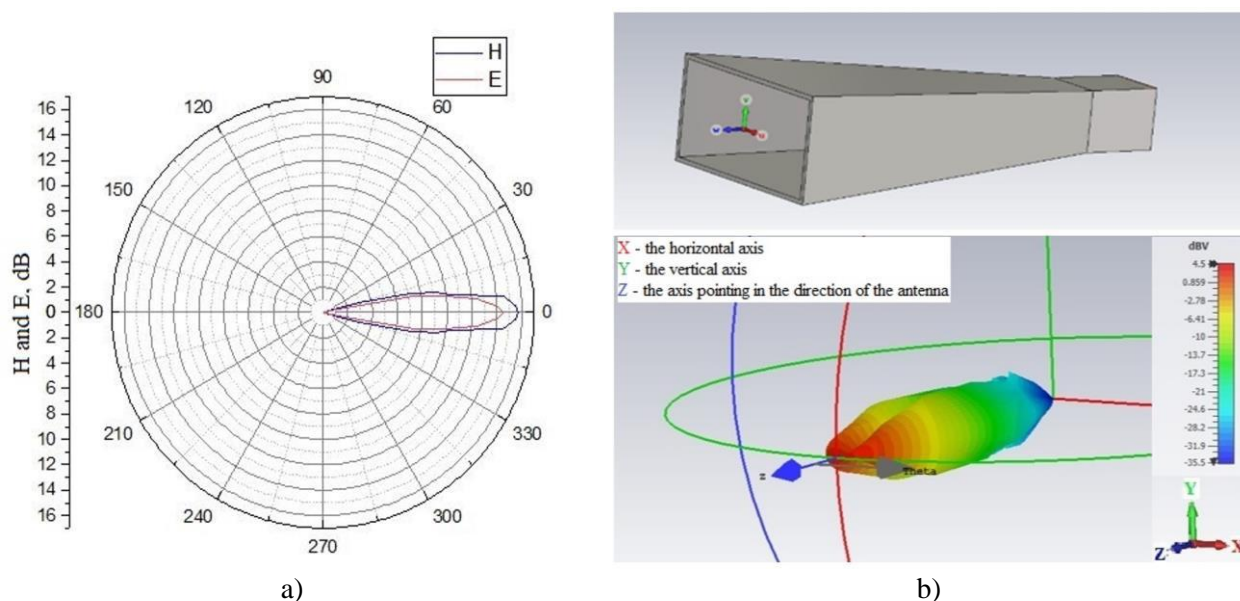 H
E
90
60
30
0
330
300
270
240
210
180
150
120
16
14
12
10
8
6
4
2
0
2
4
6
8
10
12
14
16
H and E, dB
a)
X - the horizontal axis
Y - the vertical axis
Z - the axis pointing in the direction of the antenna
z
Theta
dBV
4.5
0.859
-2.78
-6.41
-10
-13.7
-17.3
-21
-24.6
-28.2
-31.9
-35.5
Y
Z
X
b)